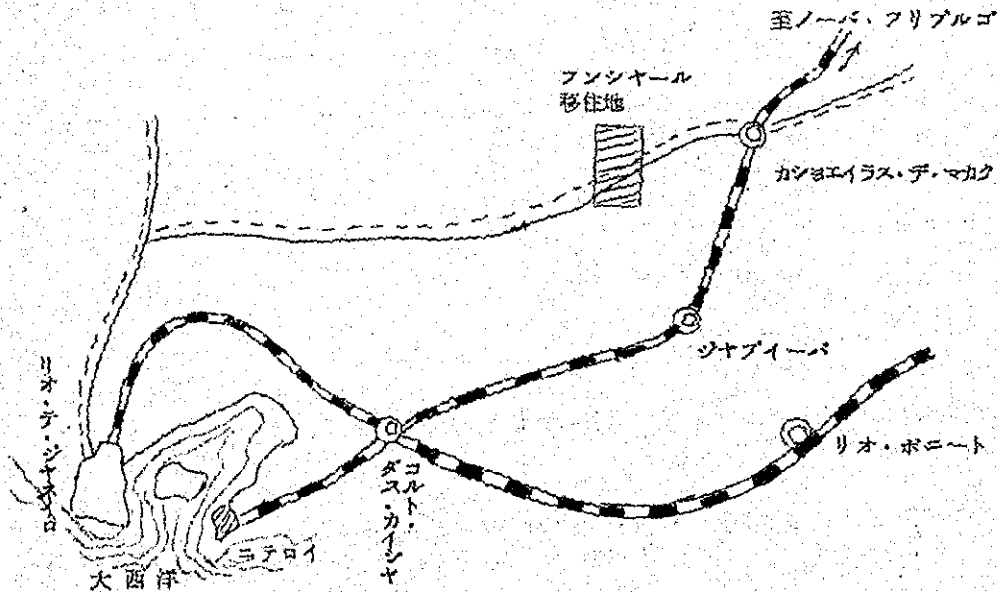 至ノーバ・フリブルゴ
フンシヤール
移住地
カショエイラス・デ・マカク
ジヤプイーバ
リオ・デ・ジャネイロ
リオ・ボニート
コルト・
ダス・カイシヤ
ニテロイ
大西洋